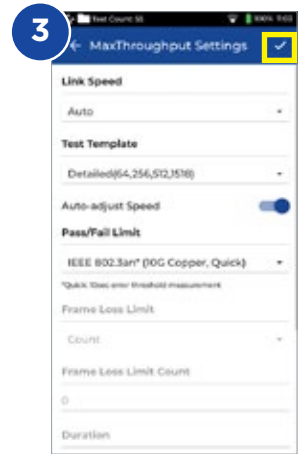 3
Test Count: 55
100% 11:03
MaxThroughput Settings
Link Speed
Auto
Test Template
Detailed(64,256,512,1518)
Auto-adjust Speed
Pass/Fail Limit
IEEE 802.3an* (10G Copper, Quick)
*Quick: 10sec error threshold measurement
Frame Loss Limit
Count
Frame Loss Limit Count
0
Duration